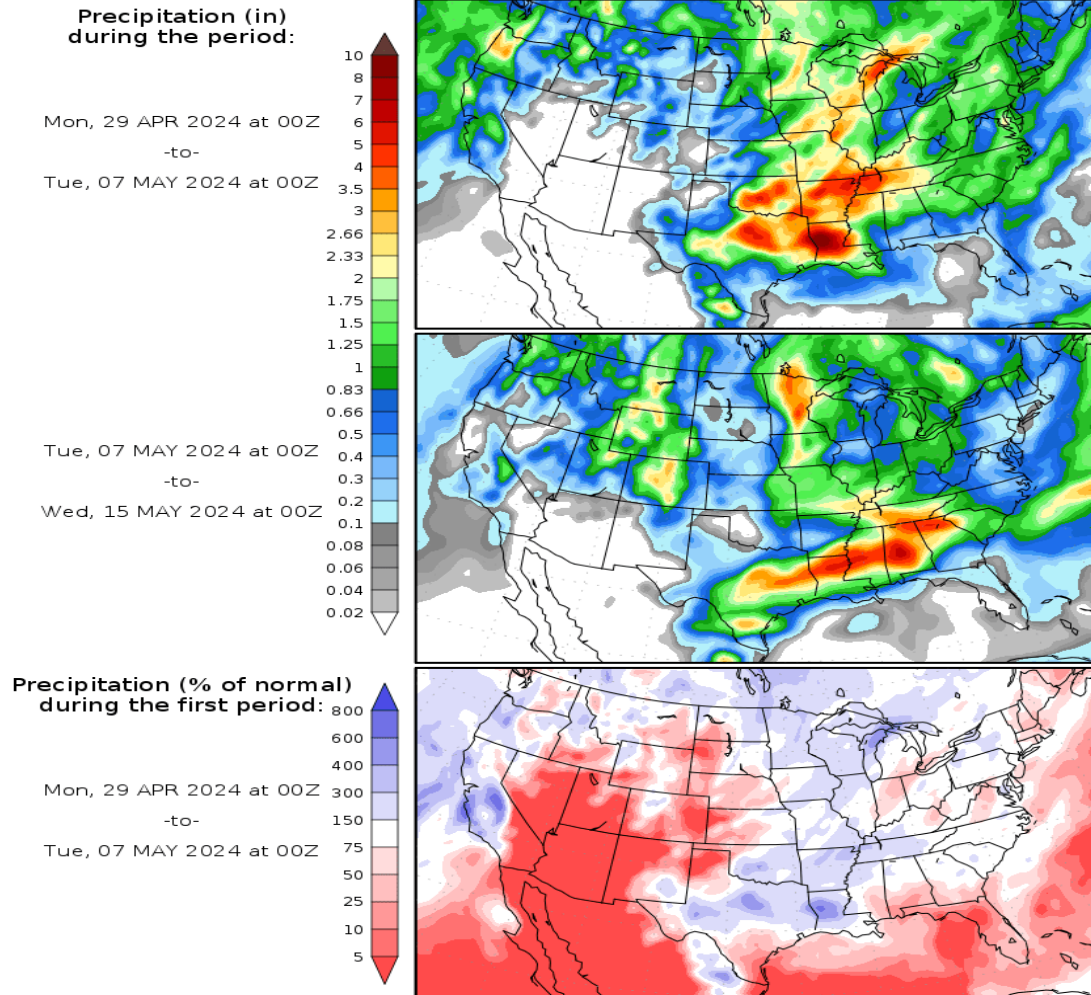 Precipitation (in)
during the period:
Mon, 29 APR 2024 at 00Z
-to-
Tue, 07 MAY 2024 at 00Z
10
8
7
6
5
4
3.5
3
2.66
2.33
2
1.75
1.5
1.25
1
0.83
0.66
0.5
0.4
0.3
0.2
0.1
0.08
0.06
0.04
0.02
Tue, 07 MAY 2024 at 00Z
-to-
Wed, 15 MAY 2024 at 00Z
Precipitation (% of normal)
during the first period:
Mon, 29 APR 2024 at 00Z
-to-
Tue, 07 MAY 2024 at 00Z
800
600
400
300
150
75
50
25
10
5